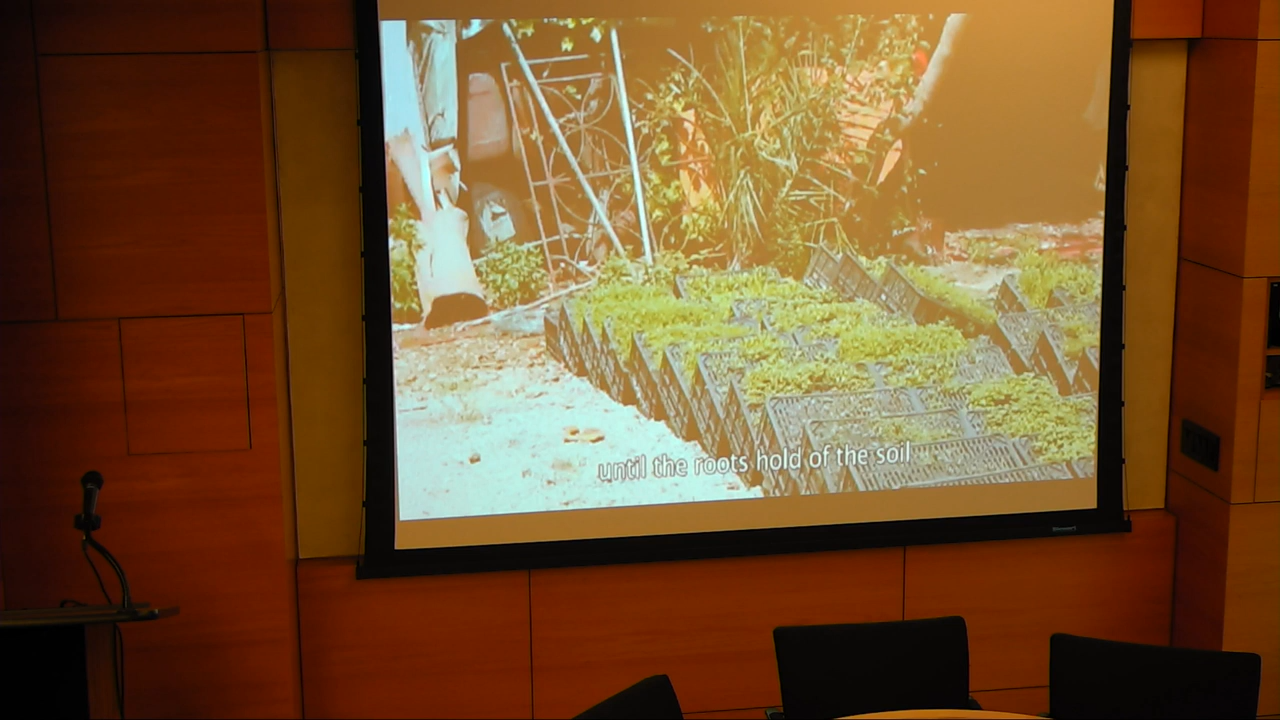 until the roots hold of the soil